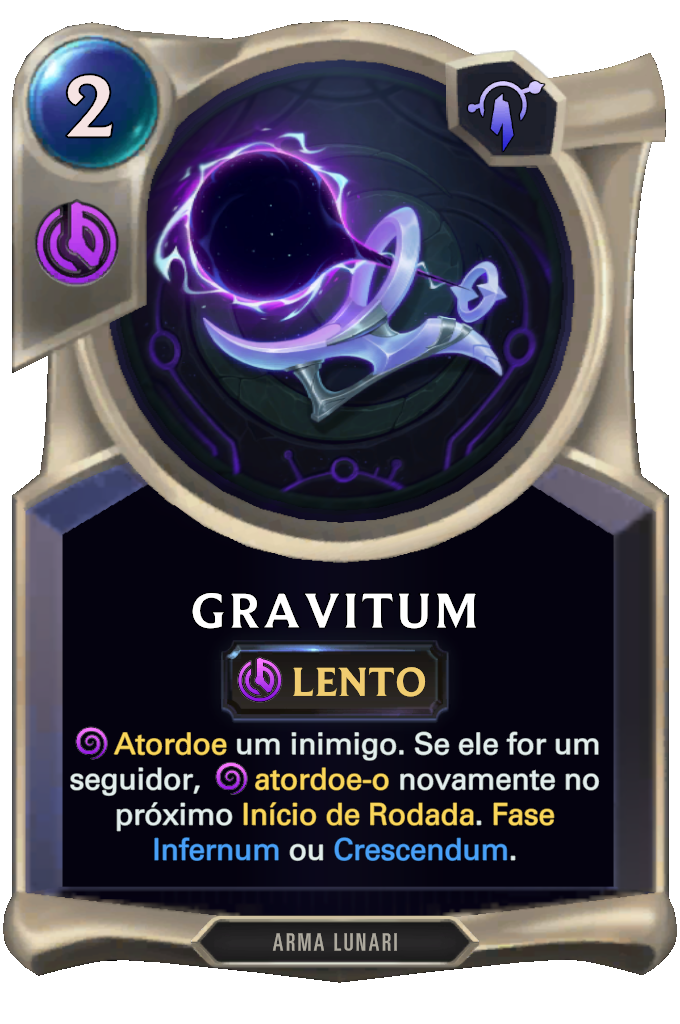 2
GRAVITUM
LENTO
Atordoe um inimigo. Se ele for um
seguidor, atordoe-o novamente no
próximo Início de Rodada. Fase
Infernum ou Crescendum.
ARMA LUNARI